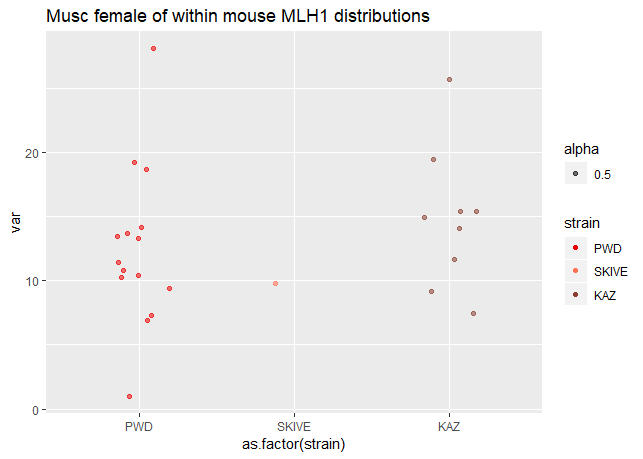 Musc female of within mouse MLH1 distributions
var
20
10
0
PWD
SKIVE
KAZ
as.factor(strain)
alpha
0.5
strain
PWD
SKIVE
KAZ